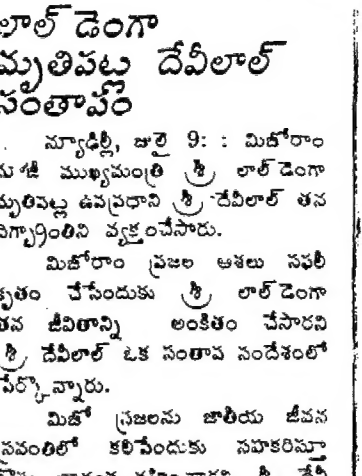 లాల్ డెంగా
మృతిపట్ల దేవీలాల్
సంతాపం
. న్యూఢిల్లీ, జులై 9: : మిజోరాం
మాజీ ముఖ్యమంత్రి శ్రీ లాల్ డెంగా
మృతిపట్ల ఉపప్రధాని శ్రీ దేవీలాల్ తన
దిగ్భ్రాంతిని వ్యక్తంచేసారు.
మిజోరాం ప్రజల ఆశలు సఫలీ
కృతం చేసేందుకు శ్రీ లాల్ డెంగా
తన జీవితాన్ని అంకితం చేసారని
శ్రీ దేవీలాల్ ఒక సంతాప సందేశంలో
పేర్కొన్నారు.
మిజో ప్రజలను జాతీయ జీవన
స్రవంతిలో కలిపేందుకు సహకరిస్తూ